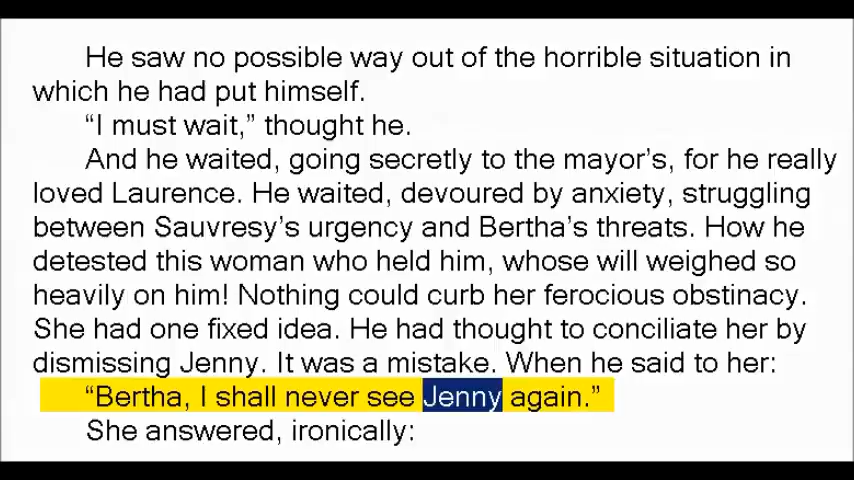 He saw no possible way out of the horrible situation in
which he had put himself.
“I must wait,” thought he.
And he waited, going secretly to the mayor’s, for he really
loved Laurence. He waited, devoured by anxiety, struggling
between Sauvresy’s urgency and Bertha’s threats. How he
detested this woman who held him, whose will weighed so
heavily on him! Nothing could curb her ferocious obstinacy.
She had one fixed idea. He had thought to conciliate her by
dismissing Jenny. It was a mistake. When he said to her:
“Bertha, I shall never see Jenny again.”
She answered, ironically: